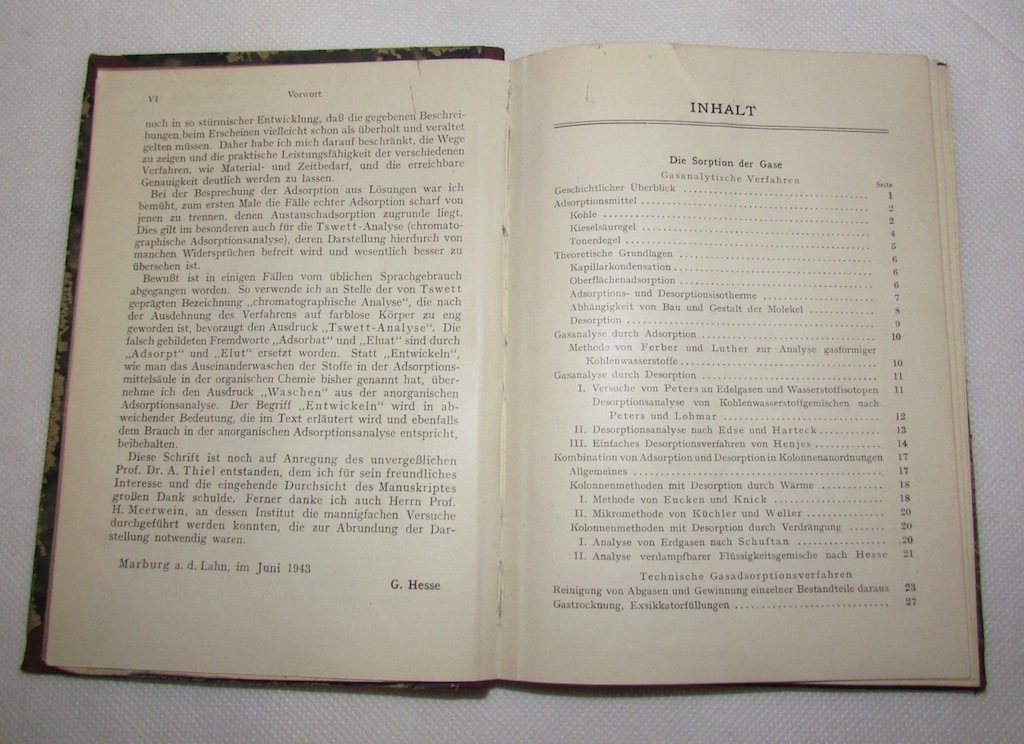 VI
Vorwort
noch in so stürmischer Entwicklung, daß die gegebenen Beschrei-
bungen beim Erscheinen vielleicht schon als überholt und veraltet
gelten müssen. Daher habe ich mich darauf beschränkt, die Wege
zu zeigen und die praktische Leistungsfähigkeit der verschiedenen
Verfahren, wie Material- und Zeitbedarf, und die erreichbare
Genauigkeit deutlich werden zu lassen.
Bei der Besprechung der Adsorption aus Lösungen war ich
bemüht, zum ersten Male die Fälle echter Adsorption scharf von
jenen zu trennen, denen Austauschadsorption zugrunde liegt.
Dies gilt im besonderen auch für die Tswett-Analyse (chromato-
graphische Adsorptionsanalyse), deren Darstellung hierdurch von
manchen Widersprüchen befreit wird und wesentlich besser zu
übersehen ist.
Bewußt ist in einigen Fällen vom üblichen Sprachgebrauch
abgegangen worden. So verwende ich an Stelle der von Tswett
geprägten Bezeichnung „chromatographische Analyse“, die nach
der Ausdehnung des Verfahrens auf farblose Körper zu eng
geworden ist, bevorzugt den Ausdruck „Tswett-Analyse“. Die
falsch gebildeten Fremdworte „Adsorbat“ und „Eluat“ sind durch
„Adsorpt“ und „Elut“ ersetzt worden. Statt „Entwickeln“,
wie man das Auseinanderwaschen der Stoffe in der Adsorptions-
mittelsäule in der organischen Chemie bisher genannt hat, über-
nehme ich den Ausdruck „Waschen“ aus der anorganischen
Adsorptionsanalyse. Der Begriff „Entwickeln“ wird in ab-
weichender Bedeutung, die im Text erläutert wird und ebenfalls
dem Brauch in der anorganischen Adsorptionsanalyse entspricht,
beibehalten.
Diese Schrift ist noch auf Anregung des unvergeßlichen
Prof. Dr. A. Thiel entstanden, dem ich für sein freundliches
Interesse und die eingehende Durchsicht des Manuskriptes
großen Dank schulde. Ferner danke ich auch Herrn Prof.
H. Meerwein, an dessen Institut die mannigfachen Versuche
durchgeführt werden konnten, die zur Abrundung der Dar-
stellung notwendig waren.
Marburg a. d. Lahn, im Juni 1943
G. Hesse
INHALT
Die Sorption der Gase
Gasanalytische Verfahren
Seite
Geschichtlicher Überblick 1
Adsorptionsmittel 2
Kohle 2
Kieselsäuregel 4
Tonerdegel 5
Theoretische Grundlagen 6
Kapillarkondensation 6
Oberflächenadsorption 6
Adsorptions- und Desorptionsisotherme 7
Abhängigkeit von Bau und Gestalt der Molekel 8
Desorption 9
Gasanalyse durch Adsorption 10
Methode von Ferber und Luther zur Analyse gasförmiger
Kohlenwasserstoffe 10
Gasanalyse durch Desorption 11
I. Versuche von Peters an Edelgasen und Wasserstoffisotopen 11
Desorptionsanalyse von Kohlenwasserstoffgemischen nach
Peters und Lohmar 12
II. Desorptionsanalyse nach Edse und Harteck 13
III. Einfaches Desorptionsverfahren von Henjes 14
Kombination von Adsorption und Desorption in Kolonnenanordnungen 17
Allgemeines 17
Kolonnenmethoden mit Desorption durch Wärme 18
I. Methode von Eucken und Knick 18
II. Mikromethode von Küchler und Weller 20
Kolonnenmethoden mit Desorption durch Verdrängung 20
I. Analyse von Erdgasen nach Schuftan 20
II. Analyse verdampfbarer Flüssigkeitsgemische nach Hesse 21
Technische Gasadsorptionsverfahren
Reinigung von Abgasen und Gewinnung einzelner Bestandteile daraus 23
Gastrocknung, Exsikkatorfüllungen 27